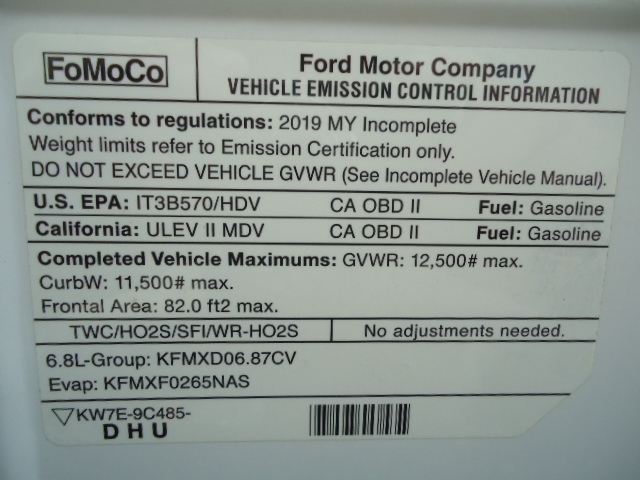 FoMoCo
Ford Motor Company
VEHICLE EMISSION CONTROL INFORMATION
Conforms to regulations: 2019 MY Incomplete
Weight limits refer to Emission Certification only.
DO NOT EXCEED VEHICLE GVWR (See Incomplete Vehicle Manual).
U.S. EPA: IT3B570/HDV CA OBD II Fuel: Gasoline
California: ULEV II MDV CA OBD II Fuel: Gasoline
Completed Vehicle Maximums: GVWR: 12,500# max.
CurbW: 11,500# max.
Frontal Area: 82.0 ft2 max.
TWC/HO2S/SFI/WR-HO2S No adjustments needed.
6.8L-Group: KFMXD06.87CV
Evap: KFMXF0265NAS
KW7E-9C485-
DHU